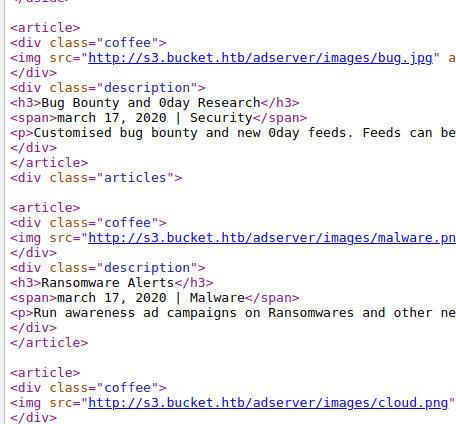 </aside>
<article>
<div class="coffee">
<img src="http://s3.bucket.htb/adserver/images/bug.jpg" a
</div>
<div class="description">
<h3>Bug Bounty and 0day Research</h3>
<span>march 17, 2020 | Security</span>
<p>Customised bug bounty and new 0day feeds. Feeds can be
</div>
</article>
<div class="articles">
<article>
<div class="coffee">
<img src="http://s3.bucket.htb/adserver/images/malware.pn
</div>
<div class="description">
<h3>Ransomware Alerts</h3>
<span>march 17, 2020 | Malware</span>
<p>Run awareness ad campaigns on Ransomwares and other ne
</div>
</article>
<article>
<div class="coffee">
<img src="http://s3.bucket.htb/adserver/images/cloud.png"
</div>